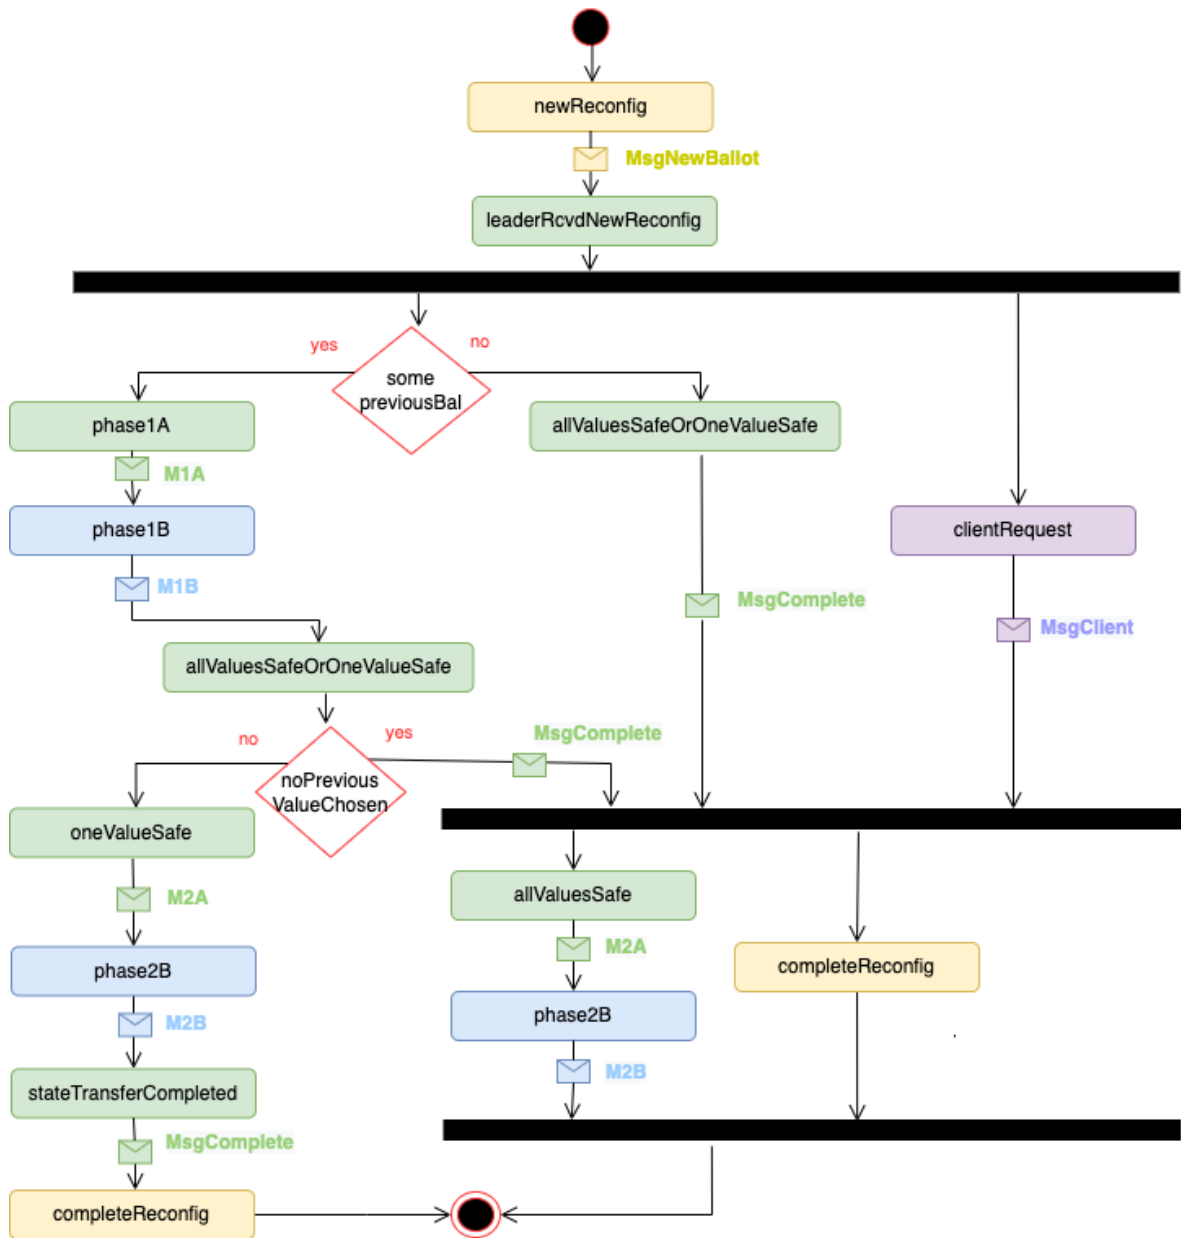 newReconfig
MsgNewBallot
leaderRcvdNewReconfig
yes
no
some
previousBal
phase1A
allValuesSafeOrOneValueSafe
M1A
phase1B
clientRequest
M1B
MsgComplete
MsgClient
allValuesSafeOrOneValueSafe
no
yes
MsgComplete
noPrevious
ValueChosen
oneValueSafe
allValuesSafe
M2A
M2A
phase2B
completeReconfig
phase2B
M2B
M2B
stateTransferCompleted
MsgComplete
completeReconfig